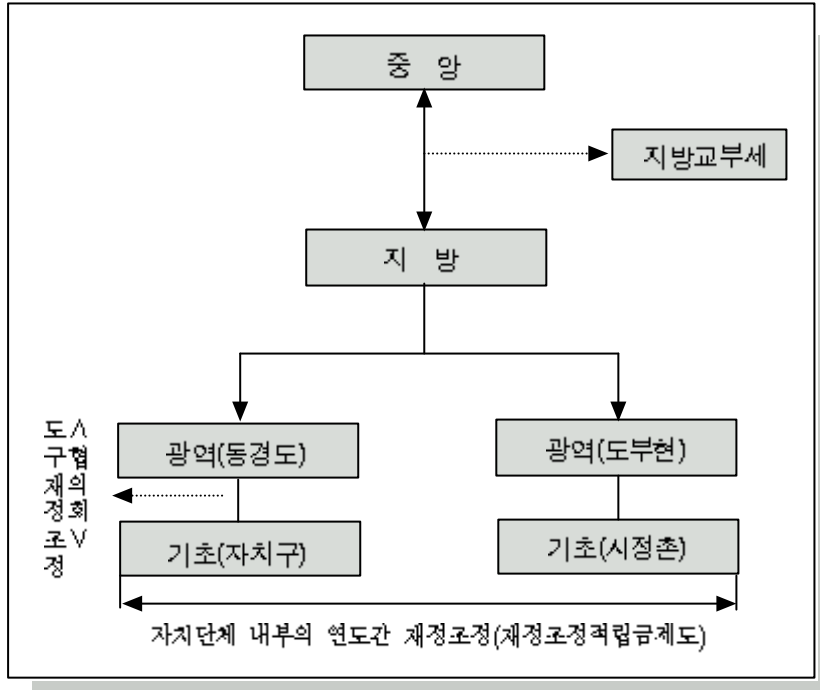 중 앙
지방교부세
지 방
광역(동경도)
광역(도부현)
도구재정조정
<협의회>
기초(자치구)
기초(시정촌)
자치단체 내부의 연도간 재정조정(재정조정적립금제도)